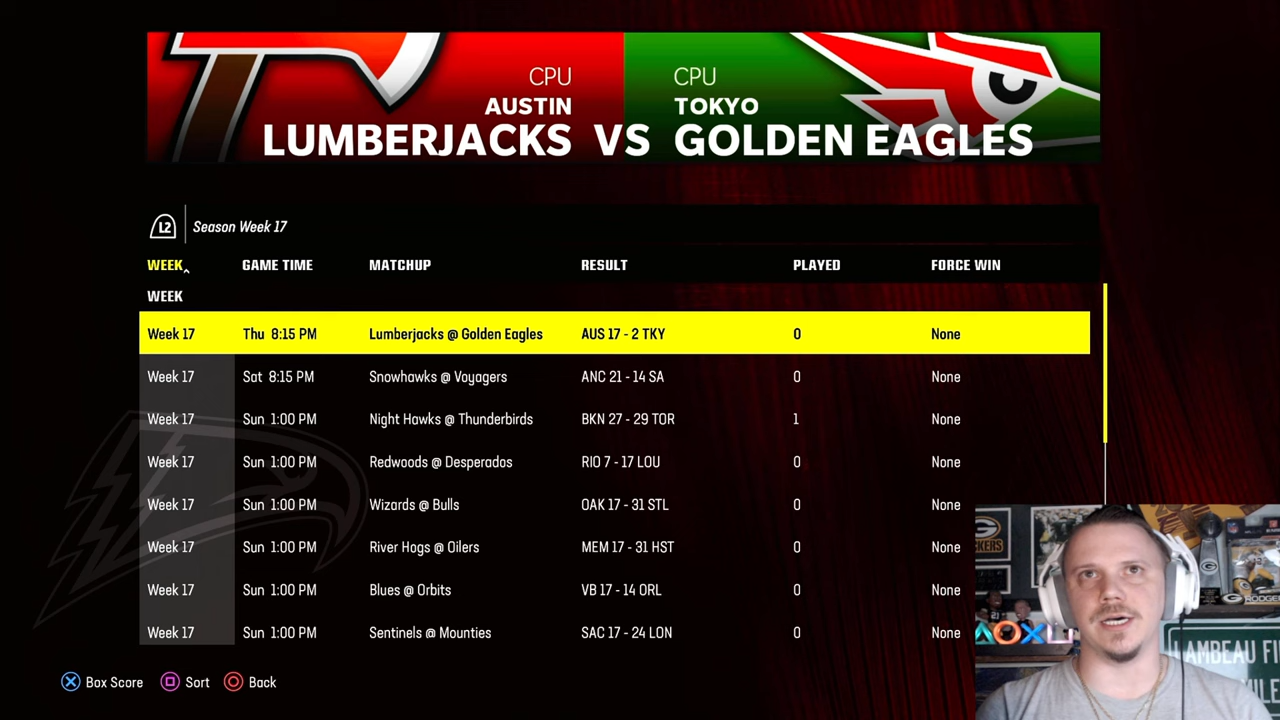 CPU
CPU
AUSTIN
TOKYO
LUMBERJACKS VS GOLDEN EAGLES
L2 Season Week 17
WEEK GAME TIME MATCHUP RESULT PLAYED FORCE WIN
WEEK
Week 17 Thu 8:15 PM Lumberjacks @ Golden Eagles AUS 17 - 2 TKY 0 None
Week 17 Sat 8:15 PM Snowhawks @ Voyagers ANC 21 - 14 SA 0 None
Week 17 Sun 1:00 PM Night Hawks @ Thunderbirds BKN 27 - 29 TOR 1 None
Week 17 Sun 1:00 PM Redwoods @ Desperados RIO 7 - 17 LOU 0 None
Week 17 Sun 1:00 PM Wizards @ Bulls OAK 17 - 31 STL 0 None
Week 17 Sun 1:00 PM River Hogs @ Oilers MEM 17 - 31 HST 0 None
Week 17 Sun 1:00 PM Blues @ Orbits VB 17 - 14 ORL 0 None
Week 17 Sun 1:00 PM Sentinels @ Mounties SAC 17 - 24 LON 0 None
Box Score Sort Back
G
NFL
LAMBEAU FI
MILE